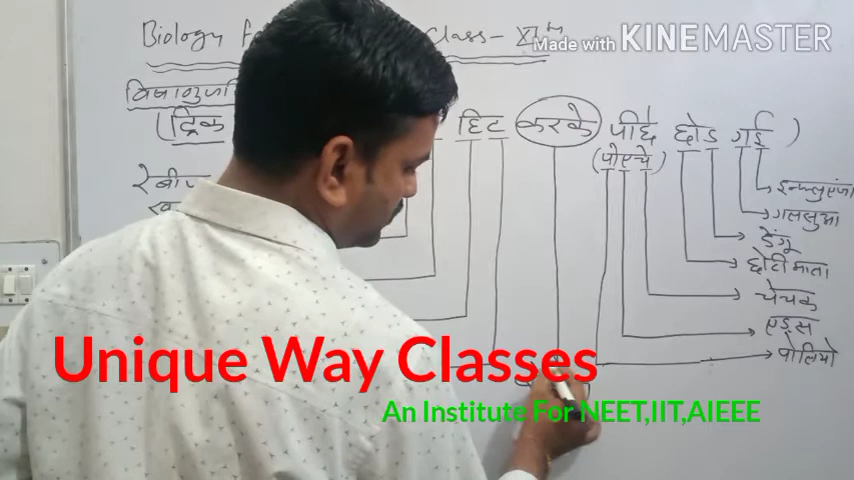 Biology Class - XIth
Made with KINEMASTER
(ट्रिक हिट करके पीछे छोड गई)
(पोएचे)
रेबीज
इन्फ्लुएंजा
गलसुआ
डेंगू
छोटी माता
चेचक
एड्स
पोलियो
Unique Way Classes
An Institute For NEET,IIT,AIEEE